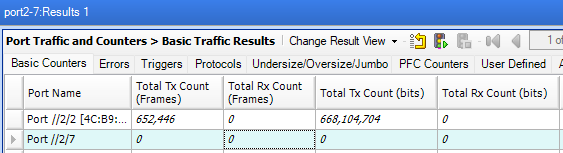 port2-7:Results 1
Port Traffic and Counters > Basic Traffic Results | Change Result View 1 of
Basic Counters Errors Triggers Protocols Undersize/Oversize/Jumbo PFC Counters User Defined A
Port Name Total Tx Count (Frames) Total Rx Count (Frames) Total Tx Count (bits) Total Rx Count (bits)
Port //2/2 [4C:B9:... 652,446 0 668,104,704 0
Port //2/7 0 0 0 0